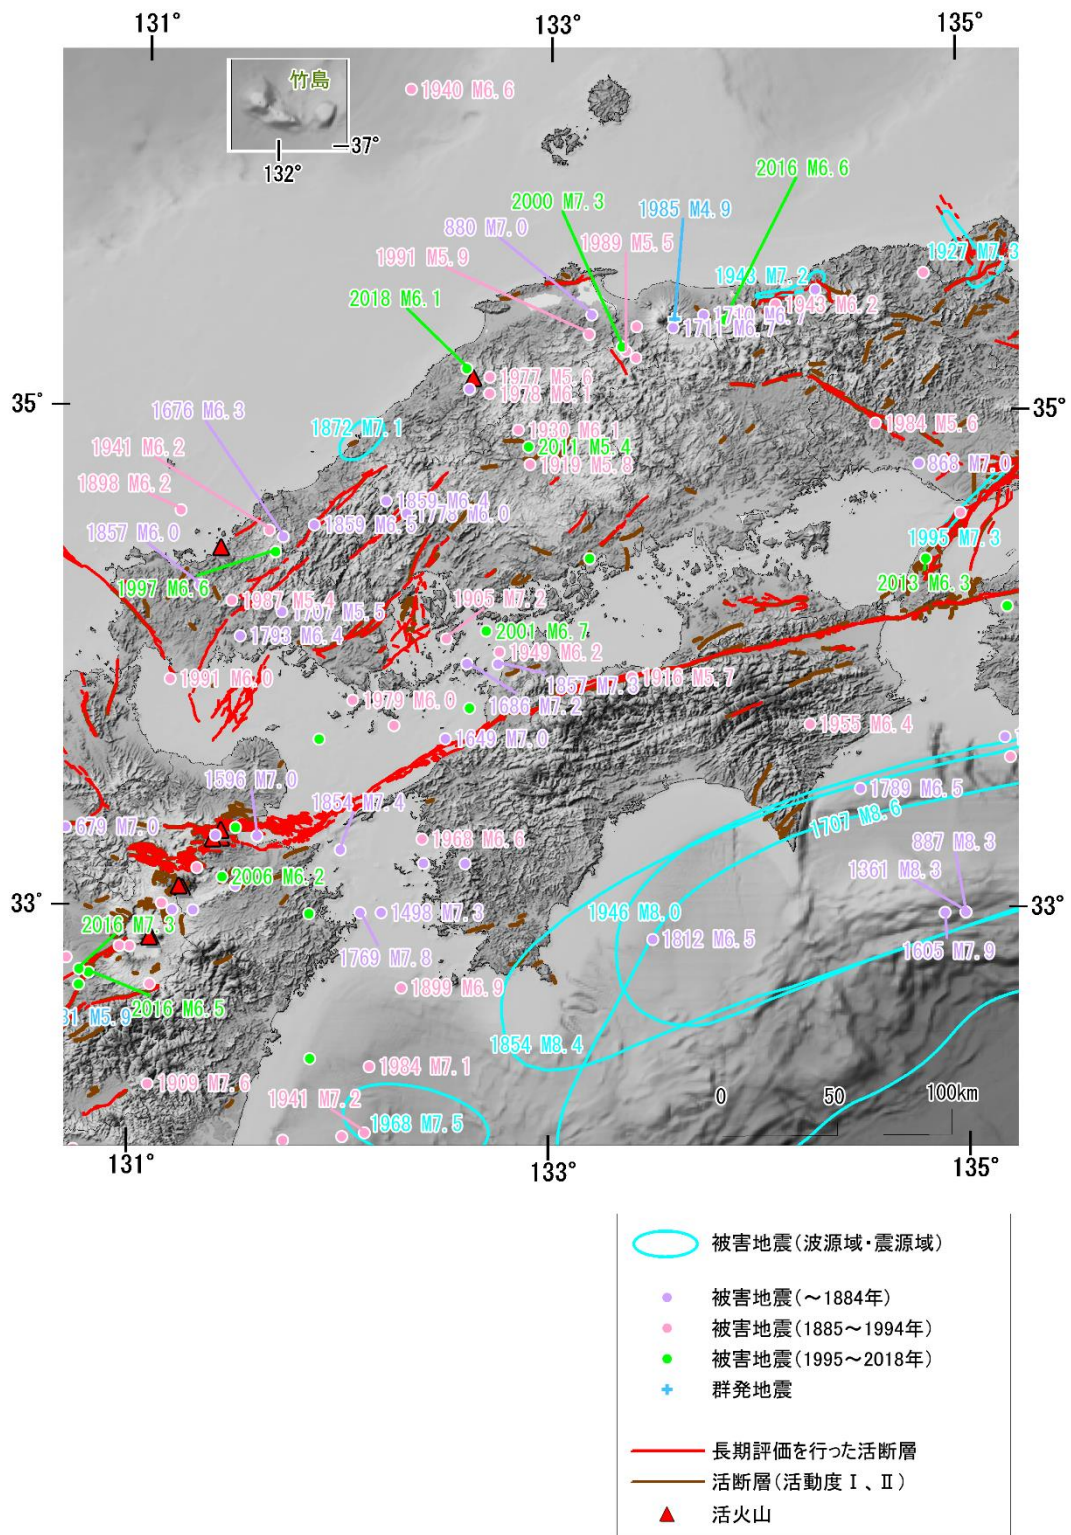 131°
133°
135°
竹島
37°
132°
1940 M6.6
2016 M6.6
2000 M7.3
1985 M4.9
880 M7.0
1989 M5.5
1991 M5.9
1927 M7.3
2018 M6.1
1943 M7.2
1943 M6.2
1710 M6.7
1711 M6.7
1977 M5.6
1978 M6.1
35°
35°
1676 M6.3
1872 M7.1
1930 M6.1
1984 M5.6
1941 M6.2
2011 M5.4
1919 M5.8
868 M7.0
1898 M6.2
1859 M6.4
1778 M6.0
1859 M6.5
1857 M6.0
1995 M7.3
1997 M6.6
2013 M6.3
1987 M5.4
1905 M7.2
1707 M5.5
2001 M6.7
1793 M6.4
1949 M6.2
1991 M6.0
1916 M5.7
1857 M7.3
1979 M6.0
1686 M7.2
1955 M6.4
1649 M7.0
1596 M7.0
1789 M6.5
1854 M7.4
1707 M8.6
679 M7.0
1968 M6.6
887 M8.3
1361 M8.3
2006 M6.2
33°
33°
1498 M7.3
1946 M8.0
2016 M7.3
1812 M6.5
1605 M7.9
1769 M7.8
1899 M6.9
2016 M6.5
31 M5.9
1854 M8.4
1984 M7.1
1909 M7.6
1941 M7.2
0 50 100km
1968 M7.5
131°
133°
135°
被害地震(波源域・震源域)
被害地震(～1884年)
被害地震(1885～1994年)
被害地震(1995～2018年)
群発地震
長期評価を行った活断層
活断層(活動度Ⅰ、Ⅱ)
活火山